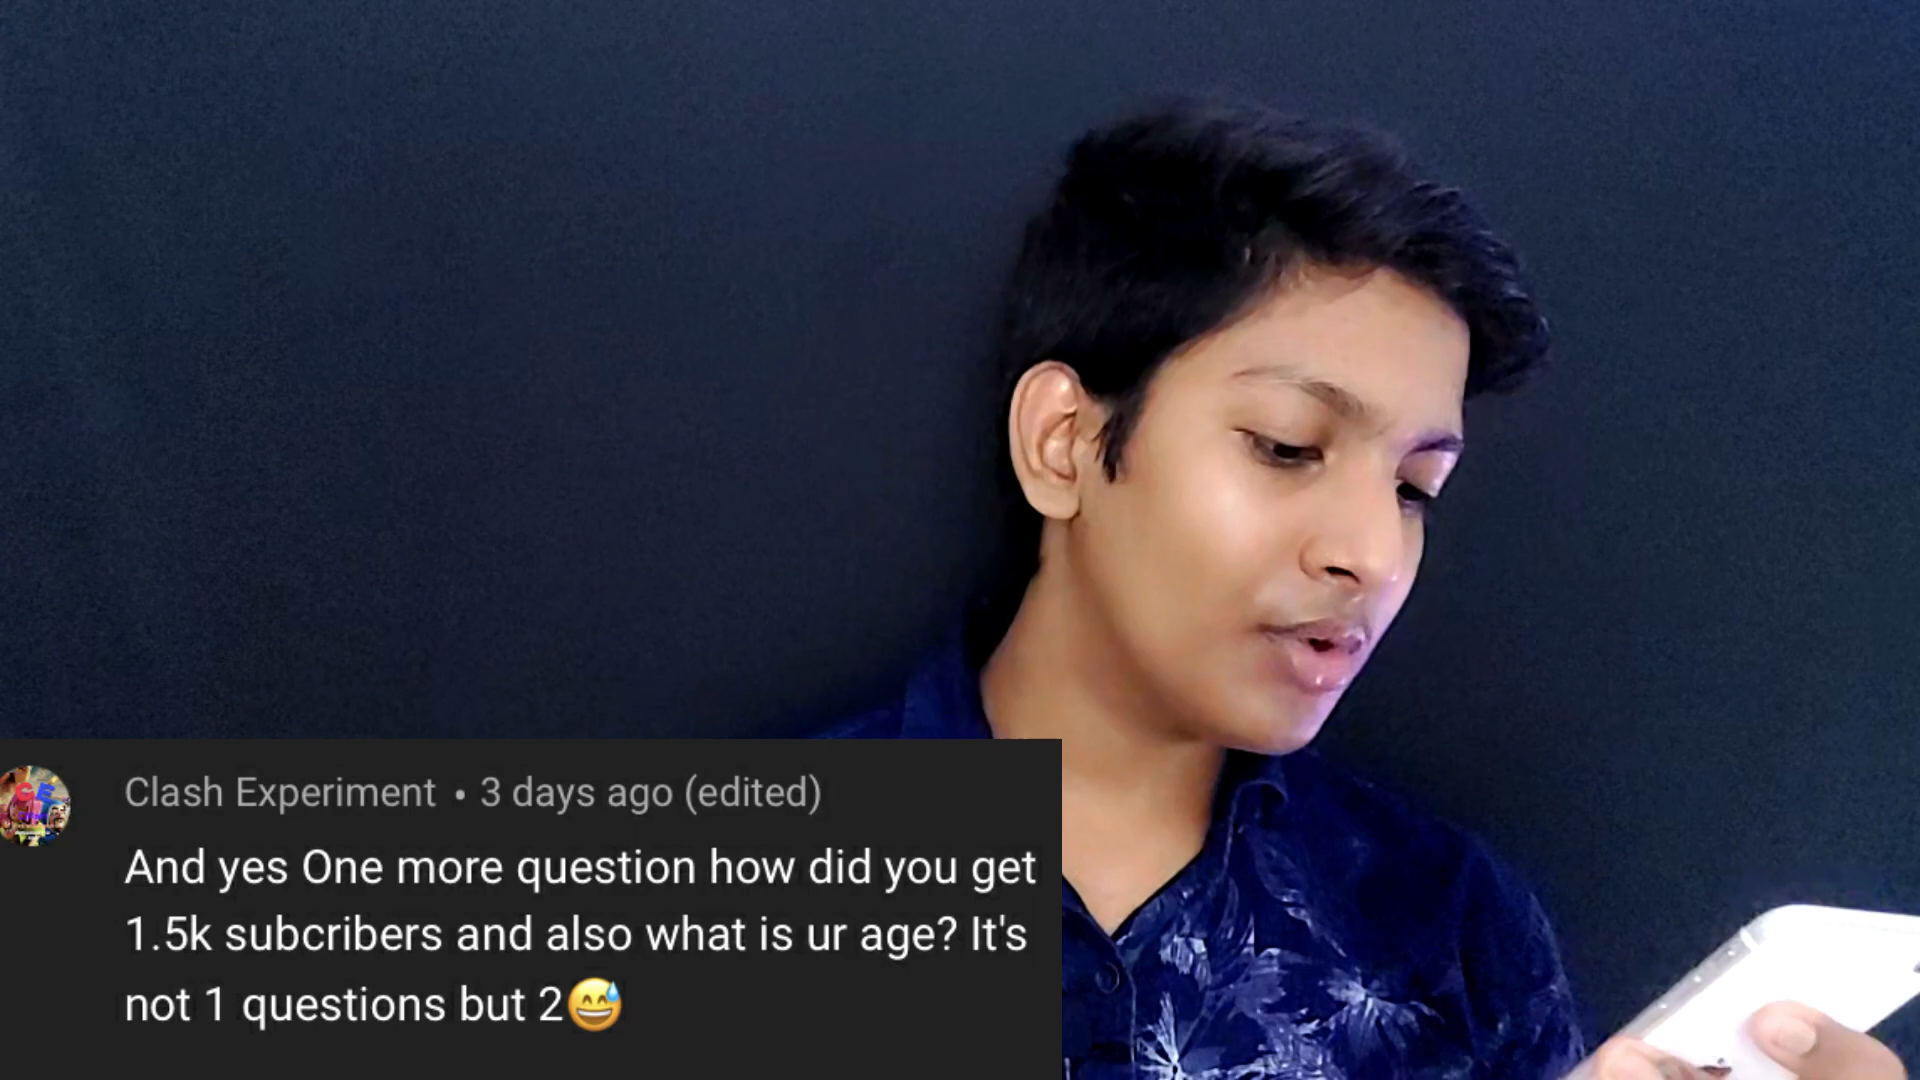 Clash Experiment • 3 days ago (edited)
And yes One more question how did you get
1.5k subcribers and also what is ur age? It's
not 1 questions but 2😅